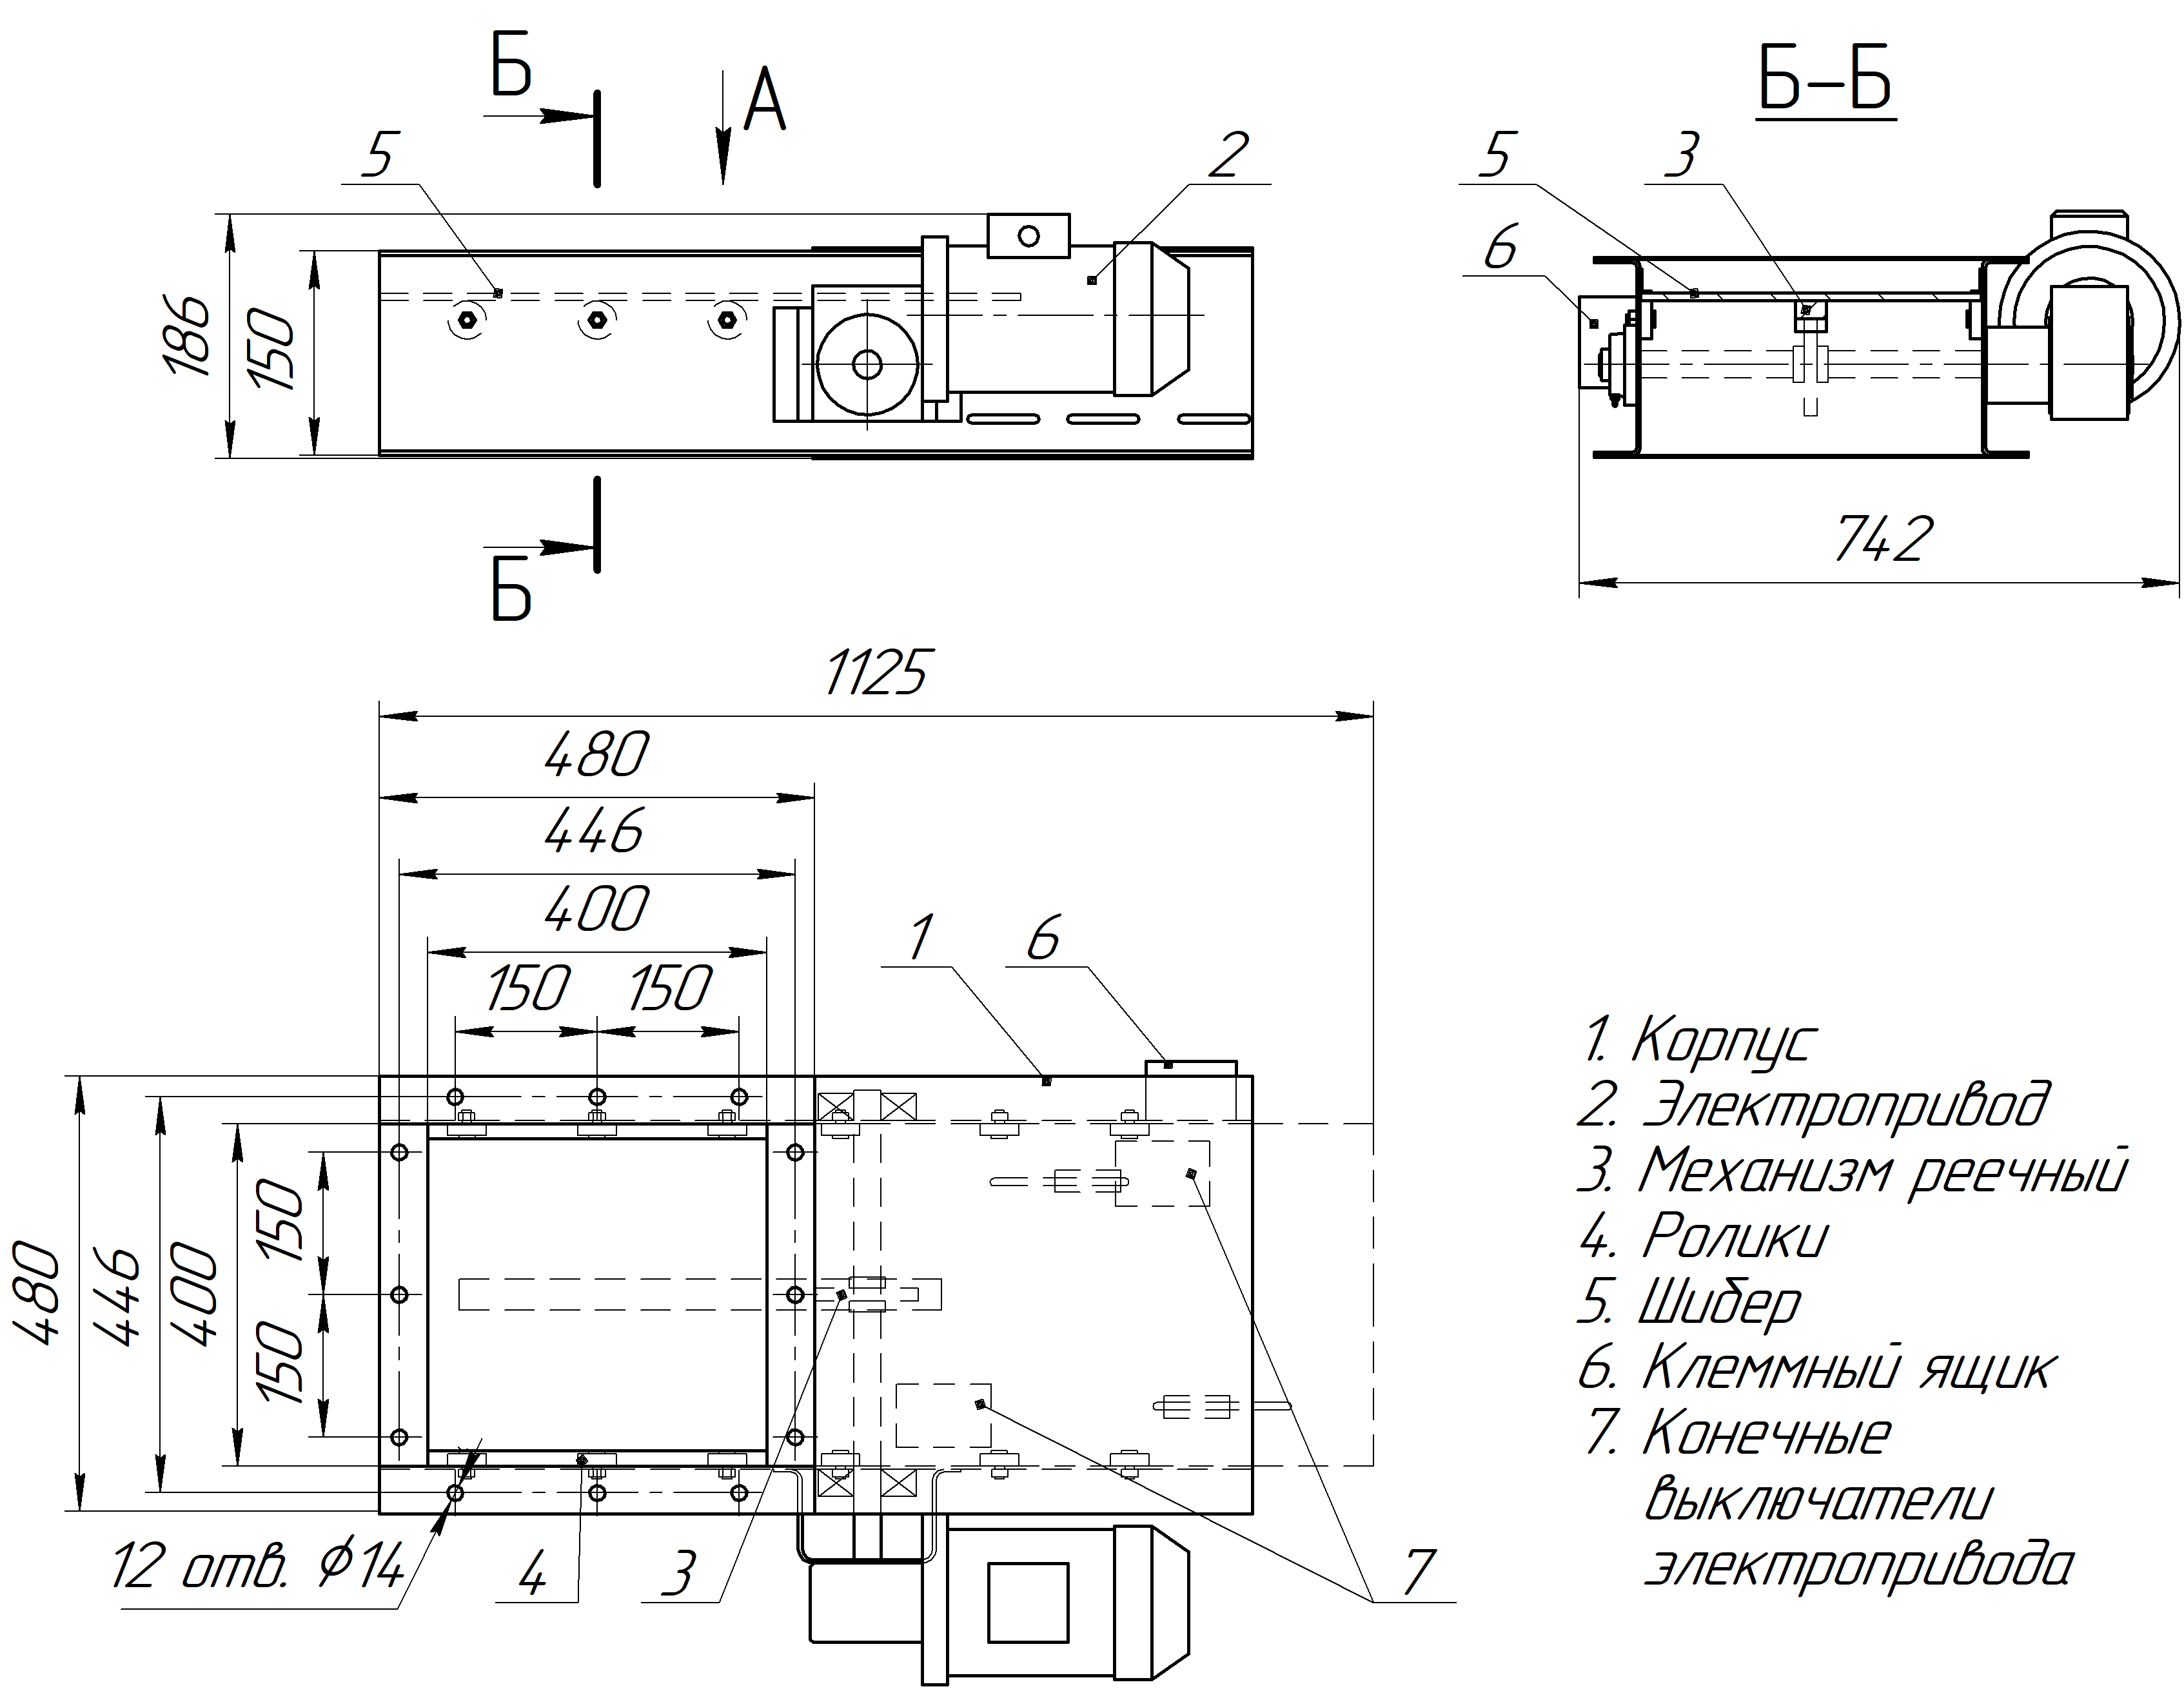 Б
А
5
2
186
150
Б
Б-Б
5
3
6
742
1125
480
446
400
150
150
1
6
480
446
400
150
150
12 отв. ϕ14
4
3
7
1. Корпус
2. Электропривод
3. Механизм реечный
4. Ролики
5. Шибер
6. Клеммный ящик
7. Конечные
выключатели
электропривода